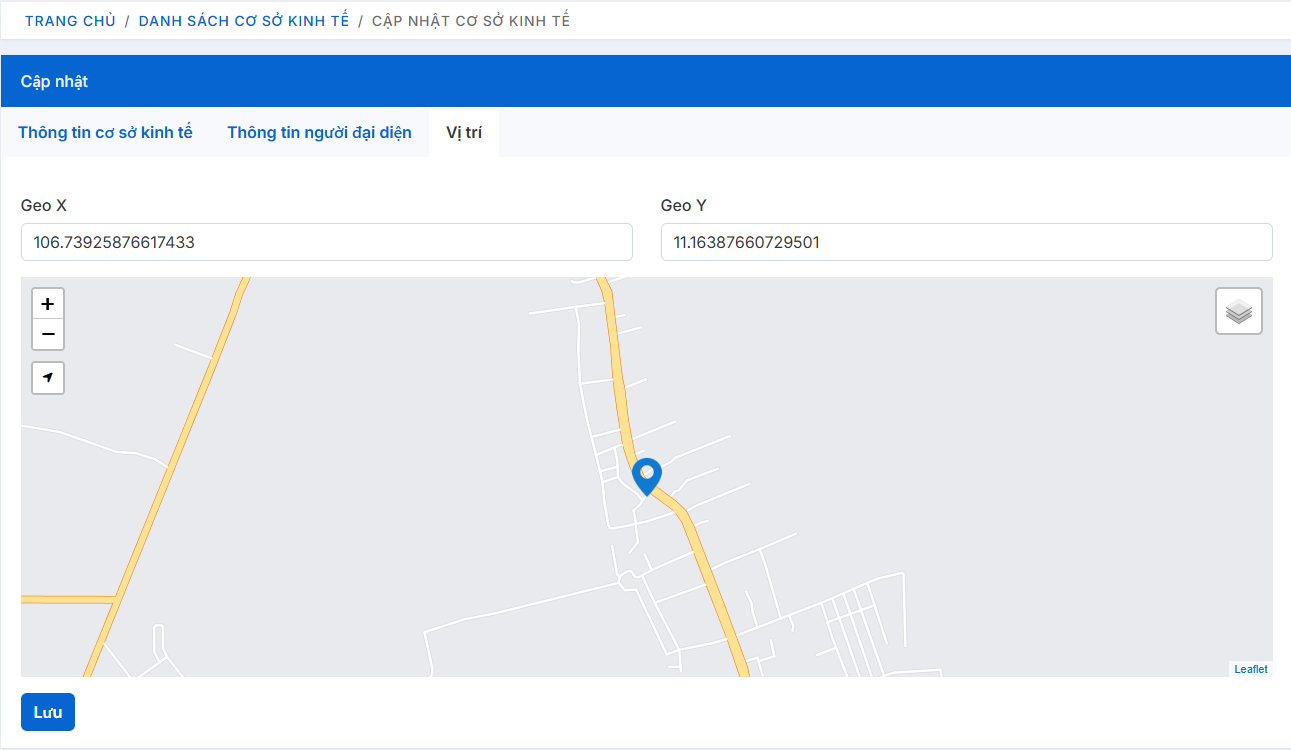 TRANG CHỦ / DANH SÁCH CƠ SỞ KINH TẾ / CẬP NHẬT CƠ SỞ KINH TẾ
Cập nhật
Thông tin cơ sở kinh tế Thông tin người đại diện Vị trí
Geo X Geo Y
106.73925876617433 11.16387660729501
+
−
Leaflet
Lưu